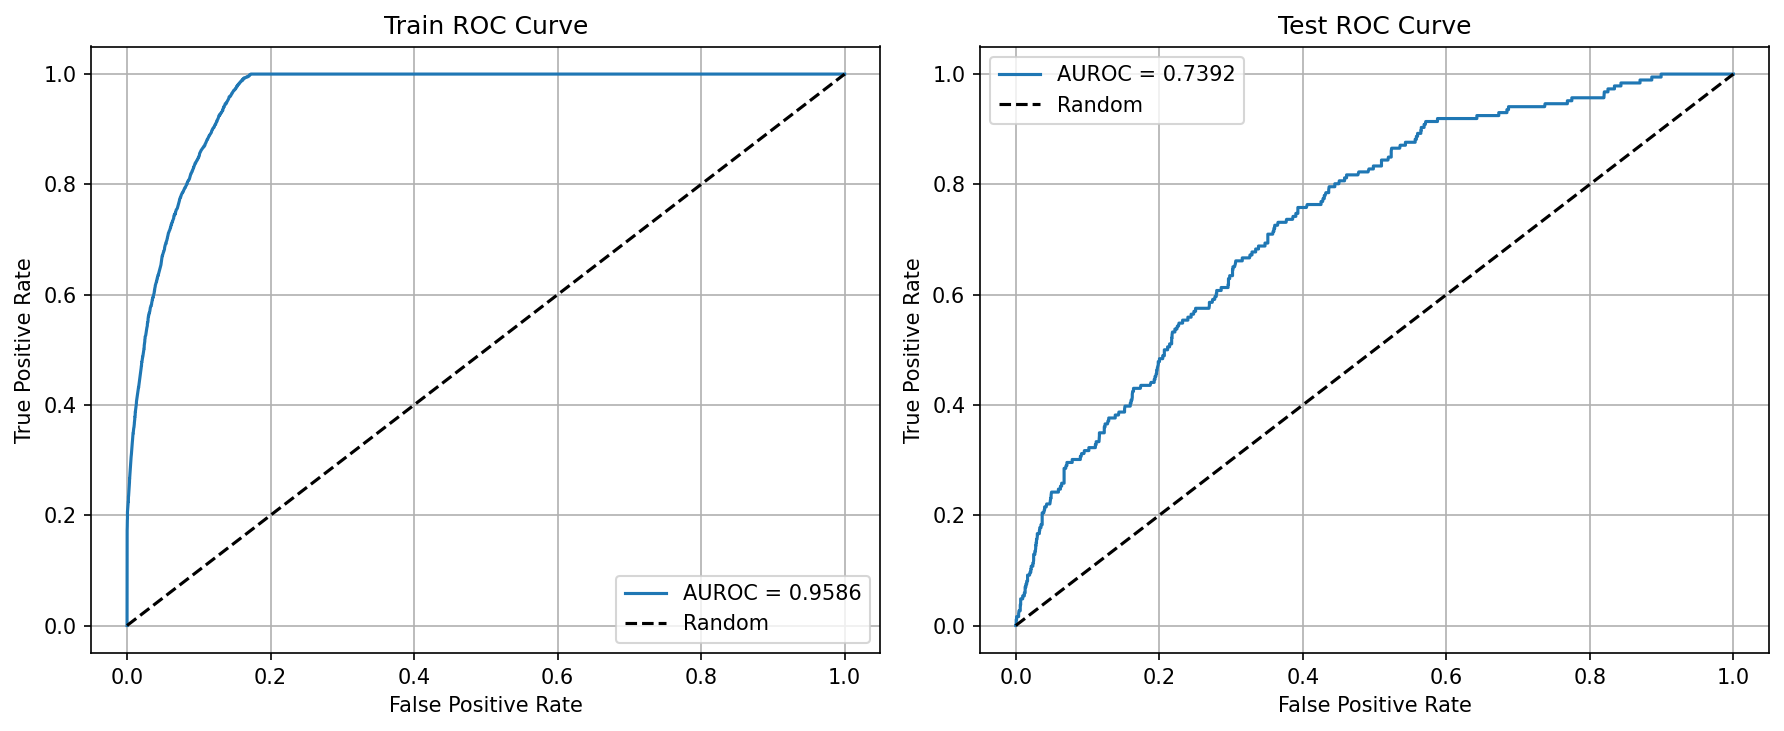 Train ROC Curve
True Positive Rate
1.0
0.8
0.6
0.4
0.2
0.0
AUROC = 0.9586
Random
0.0 0.2 0.4 0.6 0.8 1.0
False Positive Rate
Test ROC Curve
AUROC = 0.7392
Random
True Positive Rate
1.0
0.8
0.6
0.4
0.2
0.0
0.0 0.2 0.4 0.6 0.8 1.0
False Positive Rate